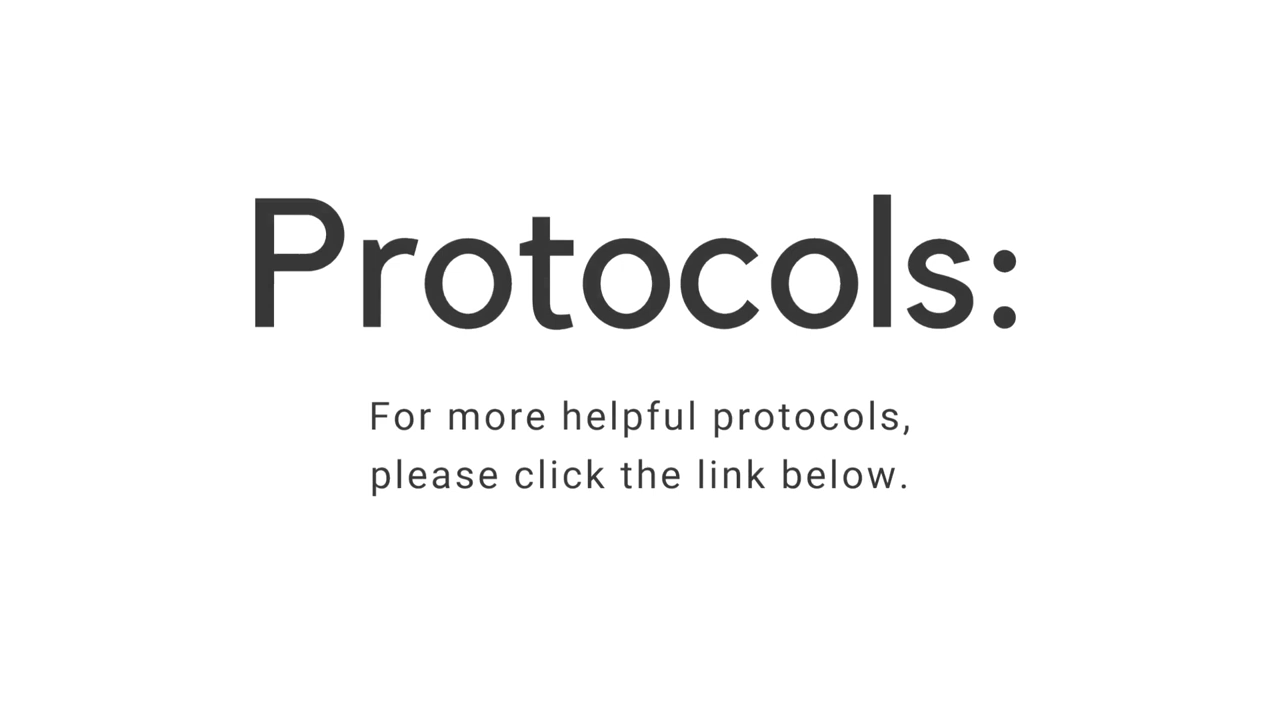 Protocols:
For more helpful protocols,
please click the link below.